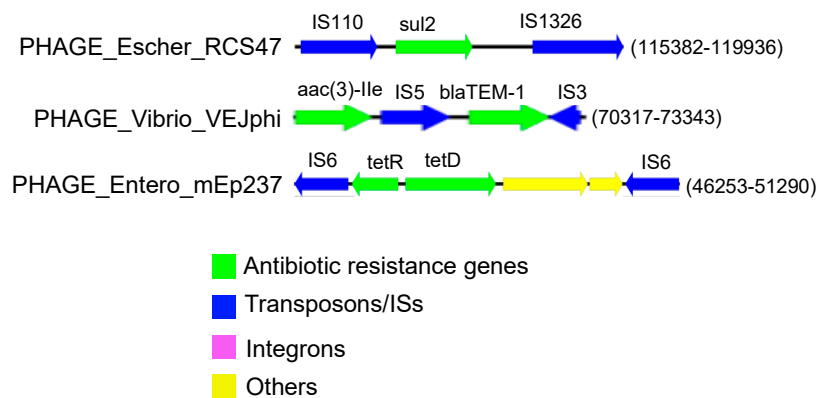 IS110 sul2 IS1326
PHAGE_Escher_RCS47 (115382-119936)
aac(3)-IIe IS5 blaTEM-1 IS3
PHAGE_Vibrio_VEJphi (70317-73343)
IS6 tetR tetD IS6
PHAGE_Entero_mEp237 (46253-51290)
Antibiotic resistance genes
Transposons/ISs
Integrons
Others